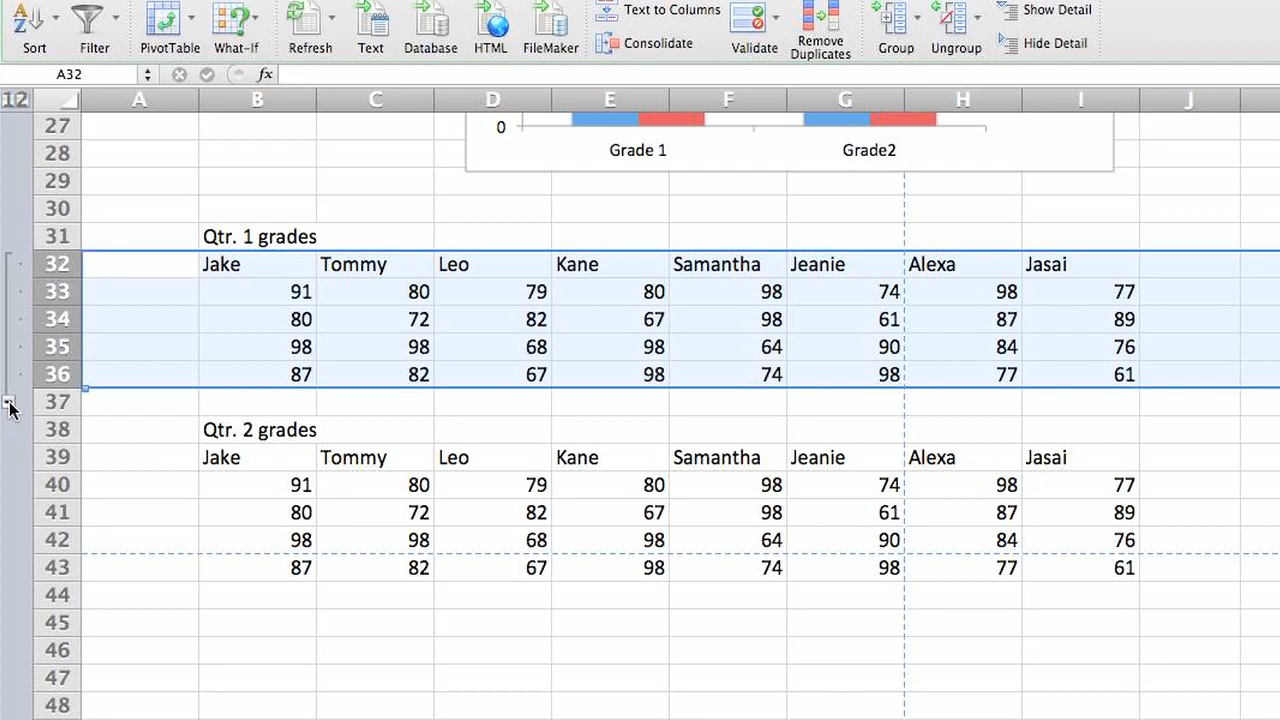 Text to Columns Show Detail
Sort Filter PivotTable What-If Refresh Text Database HTML FileMaker Consolidate Validate Remove Duplicates Group Ungroup Hide Detail
A32 fx
1 2 A B C D E F G H I J
27 0
28 Grade 1 Grade2
29
30
31 Qtr. 1 grades
32 Jake Tommy Leo Kane Samantha Jeanie Alexa Jasai
33 91 80 79 80 98 74 98 77
34 80 72 82 67 98 61 87 89
35 98 98 68 98 64 90 84 76
36 87 82 67 98 74 98 77 61
37
38 Qtr. 2 grades
39 Jake Tommy Leo Kane Samantha Jeanie Alexa Jasai
40 91 80 79 80 98 74 98 77
41 80 72 82 67 98 61 87 89
42 98 98 68 98 64 90 84 76
43 87 82 67 98 74 98 77 61
44
45
46
47
48